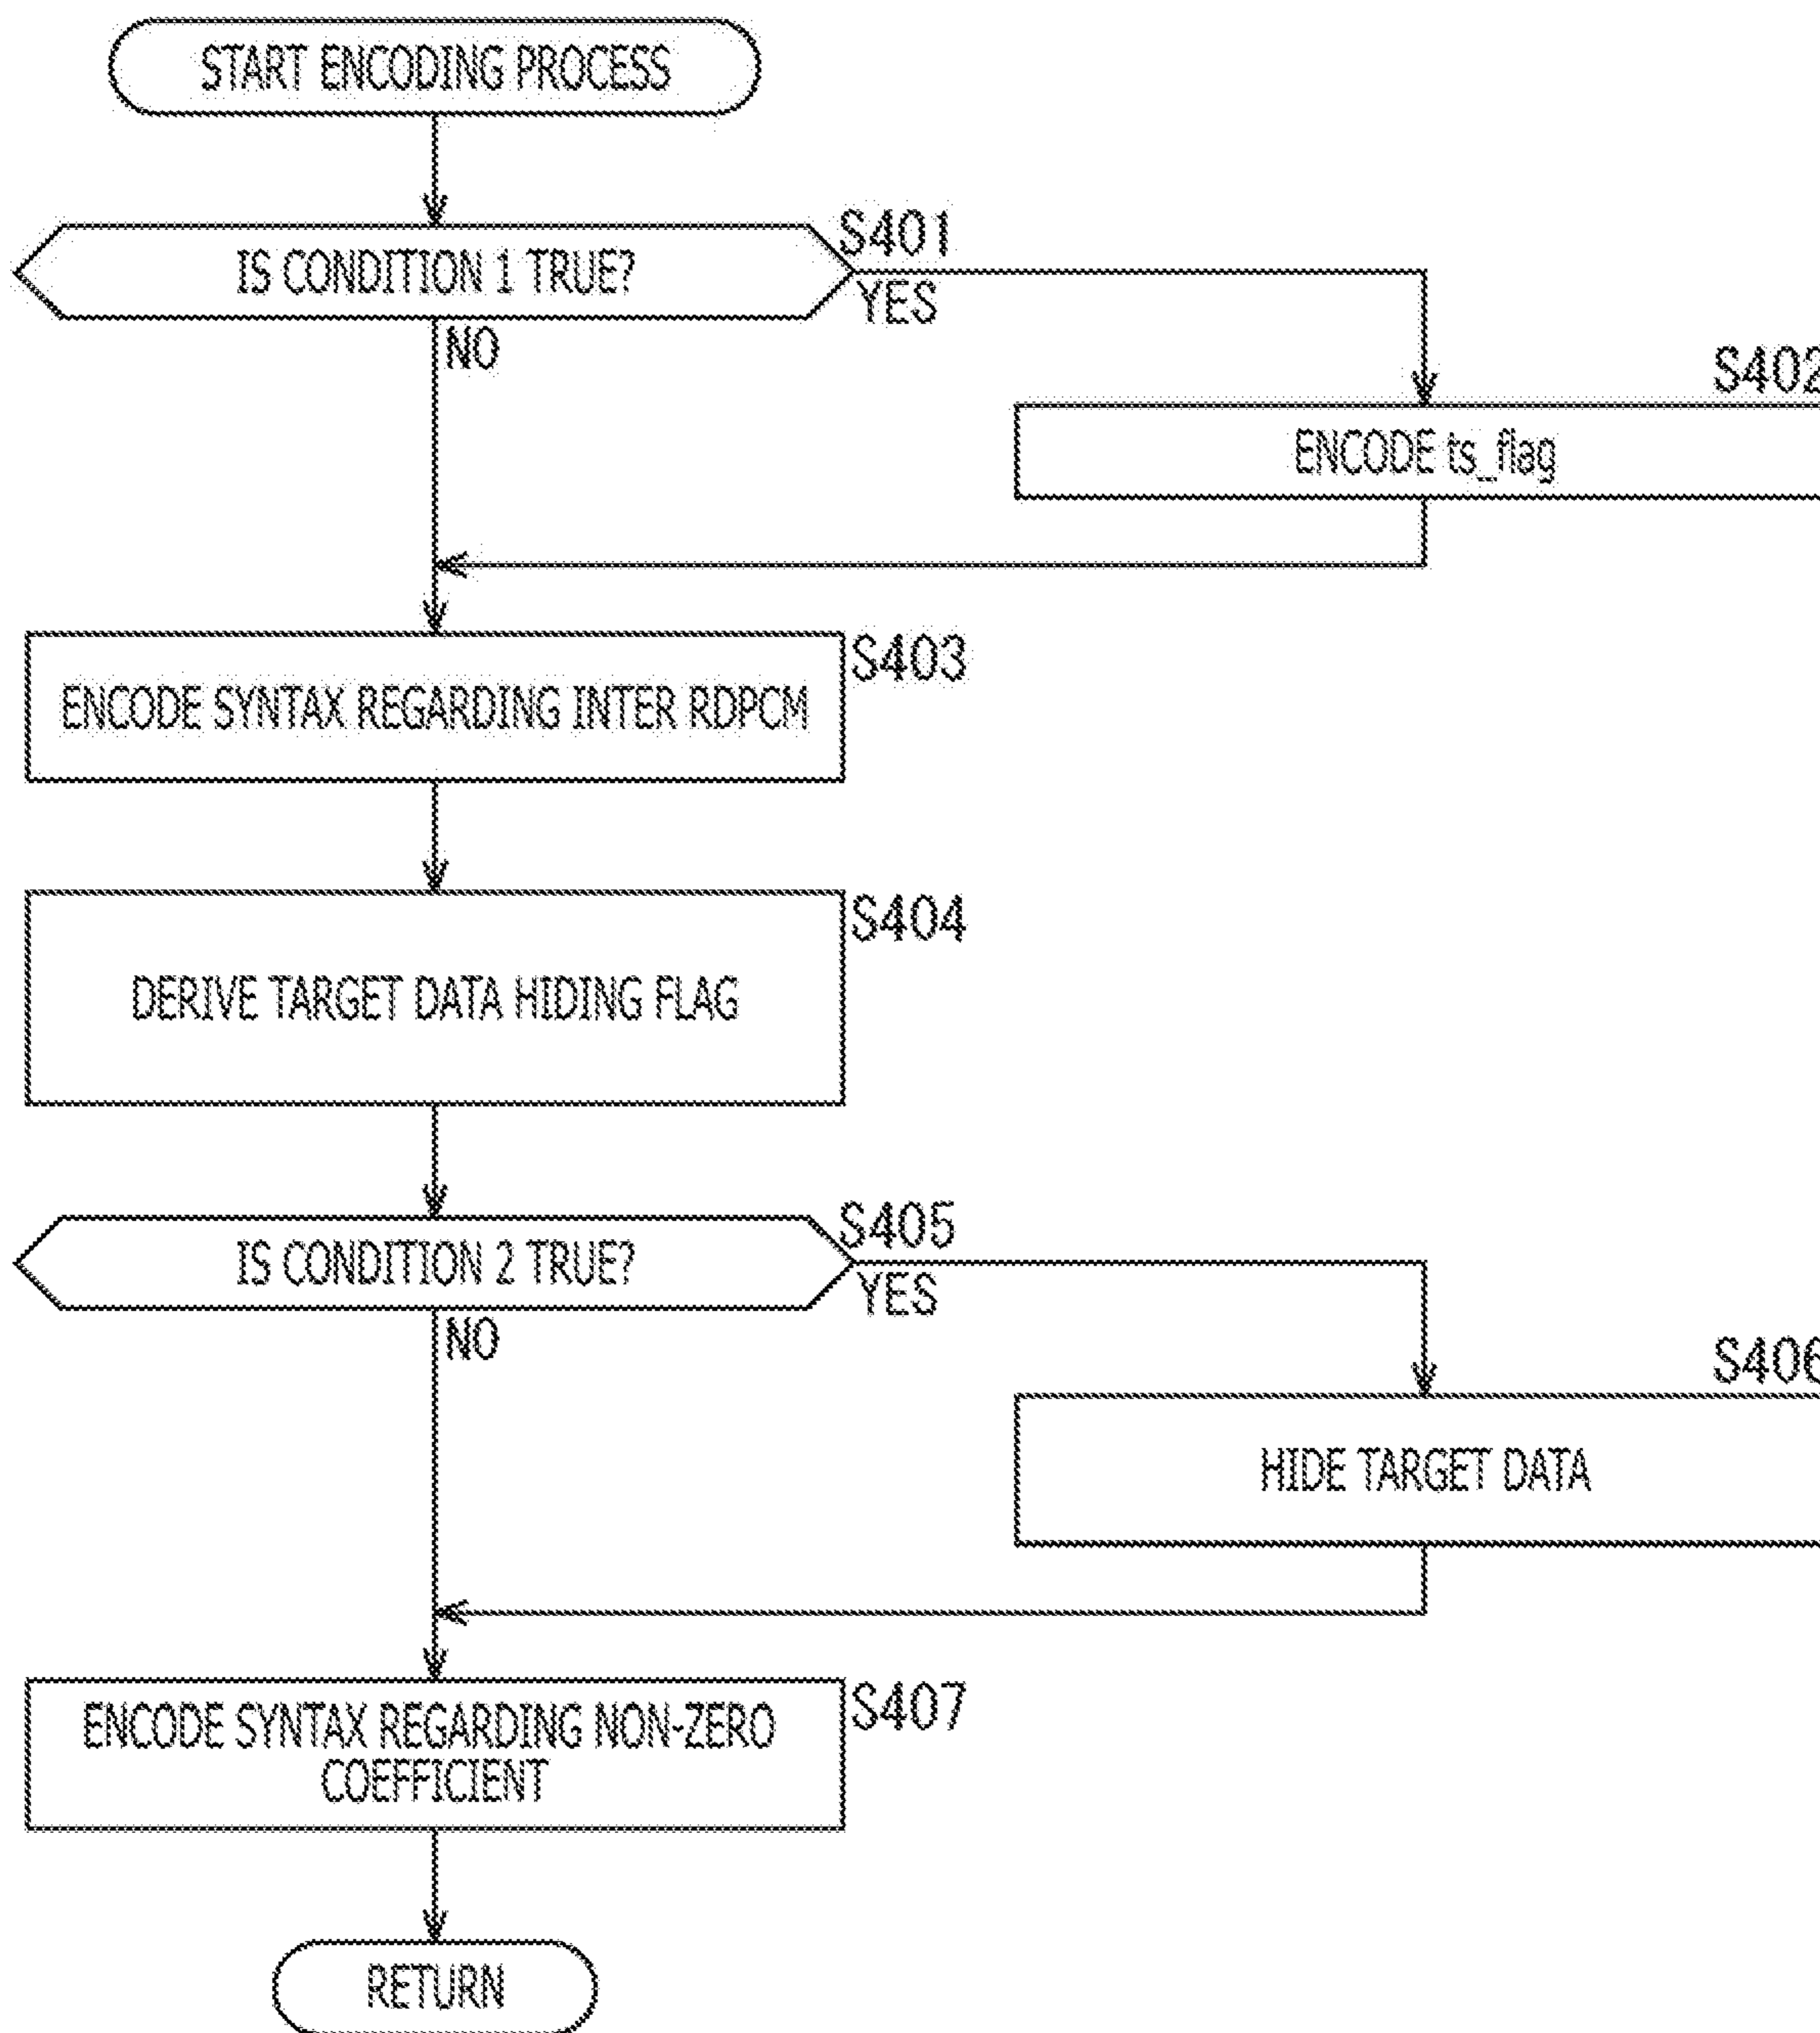 START ENCODING PROCESS
IS CONDITION 1 TRUE?
S401
YES
NO
S402
ENCODE ts_flag
S403
ENCODE SYNTAX REGARDING INTER RDPCM
S404
DERIVE TARGET DATA HIDING FLAG
IS CONDITION 2 TRUE?
S405
YES
NO
S406
HIDE TARGET DATA
S407
ENCODE SYNTAX REGARDING NON-ZERO
COEFFICIENT
RETURN